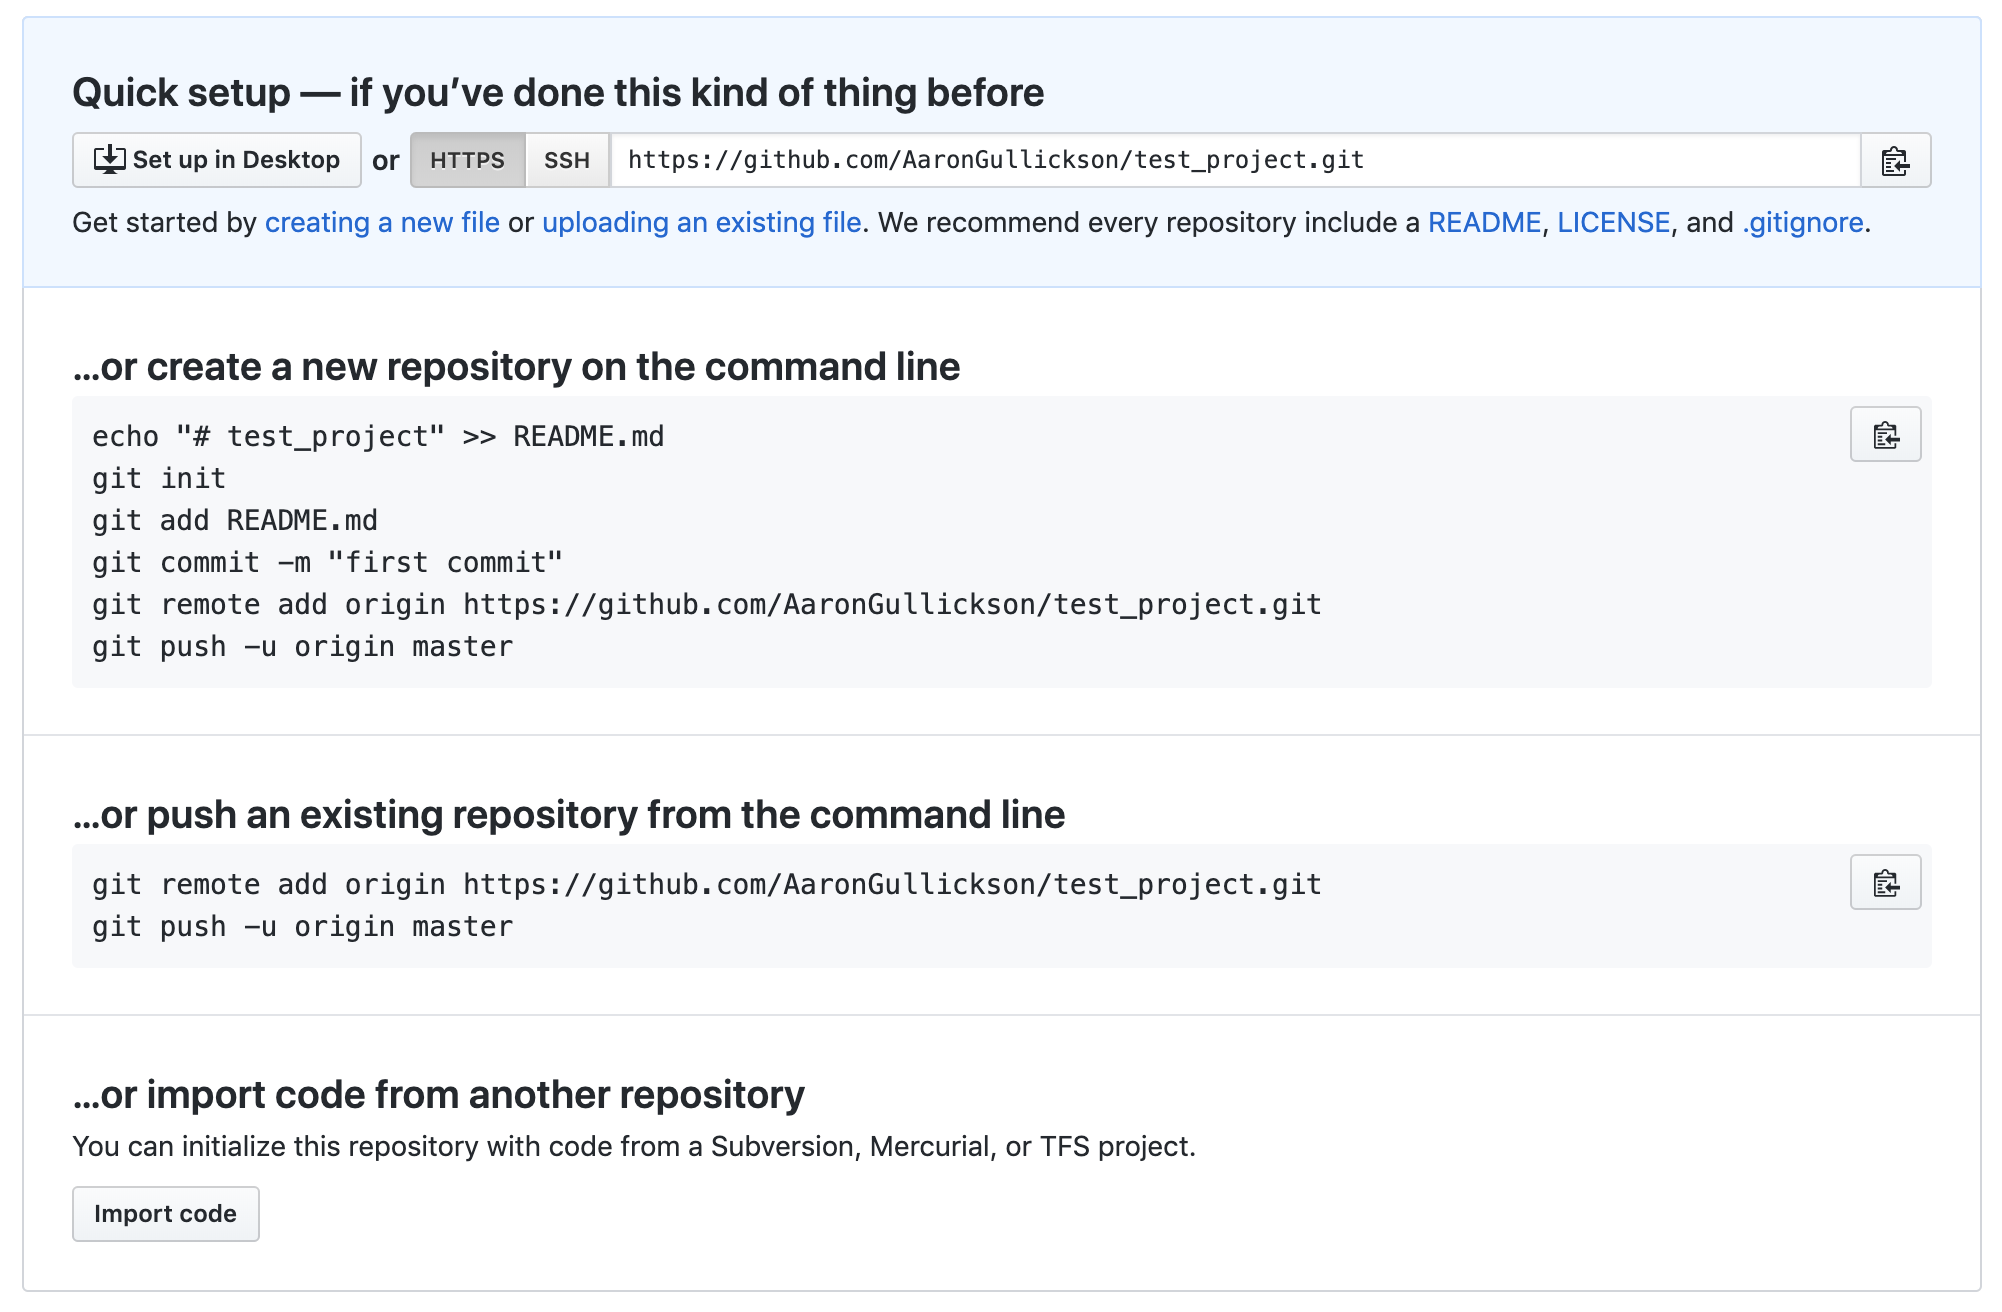 Quick setup — if you’ve done this kind of thing before
Set up in Desktop or HTTPS SSH https://github.com/AaronGullickson/test_project.git
Get started by creating a new file or uploading an existing file. We recommend every repository include a README, LICENSE, and .gitignore.
…or create a new repository on the command line
echo "# test_project" >> README.md
git init
git add README.md
git commit -m "first commit"
git remote add origin https://github.com/AaronGullickson/test_project.git
git push -u origin master
…or push an existing repository from the command line
git remote add origin https://github.com/AaronGullickson/test_project.git
git push -u origin master
…or import code from another repository
You can initialize this repository with code from a Subversion, Mercurial, or TFS project.
Import code